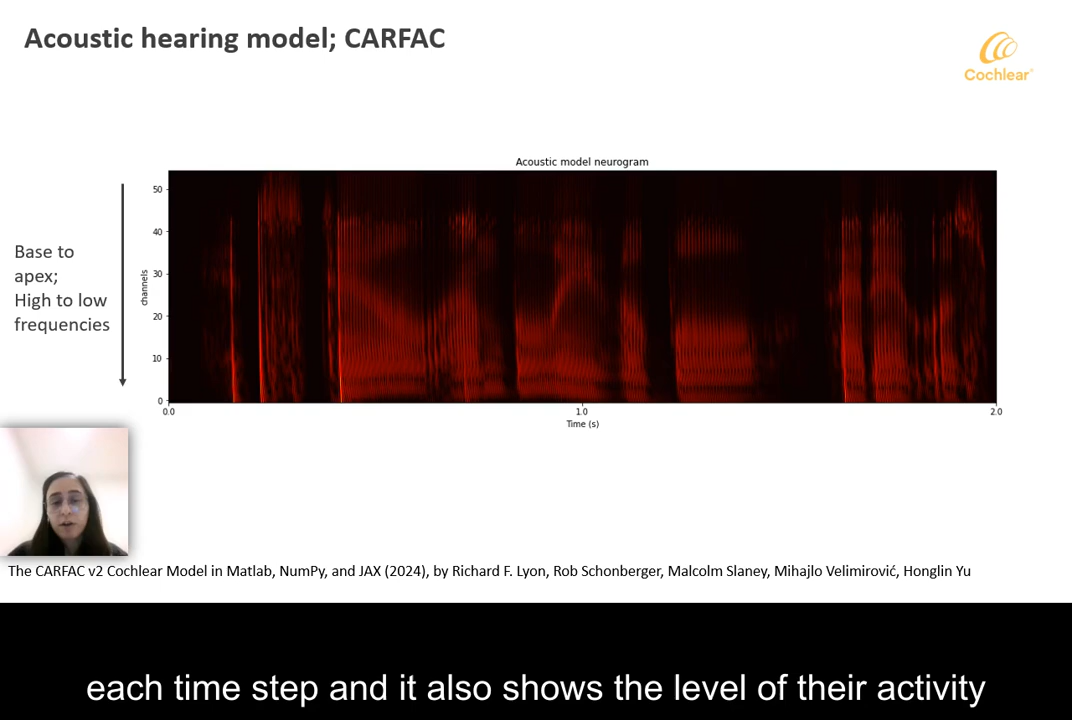 Acoustic hearing model; CARFAC
Cochlear®
Acoustic model neurogram
50
40
30
20
10
0
channels
0.0
1.0
2.0
Time (s)
Base to
apex;
High to low
frequencies
The CARFAC v2 Cochlear Model in Matlab, NumPy, and JAX (2024), by Richard F. Lyon, Rob Schonberger, Malcolm Slaney, Mihajlo Velimirović, Honglin Yu
each time step and it also shows the level of their activity